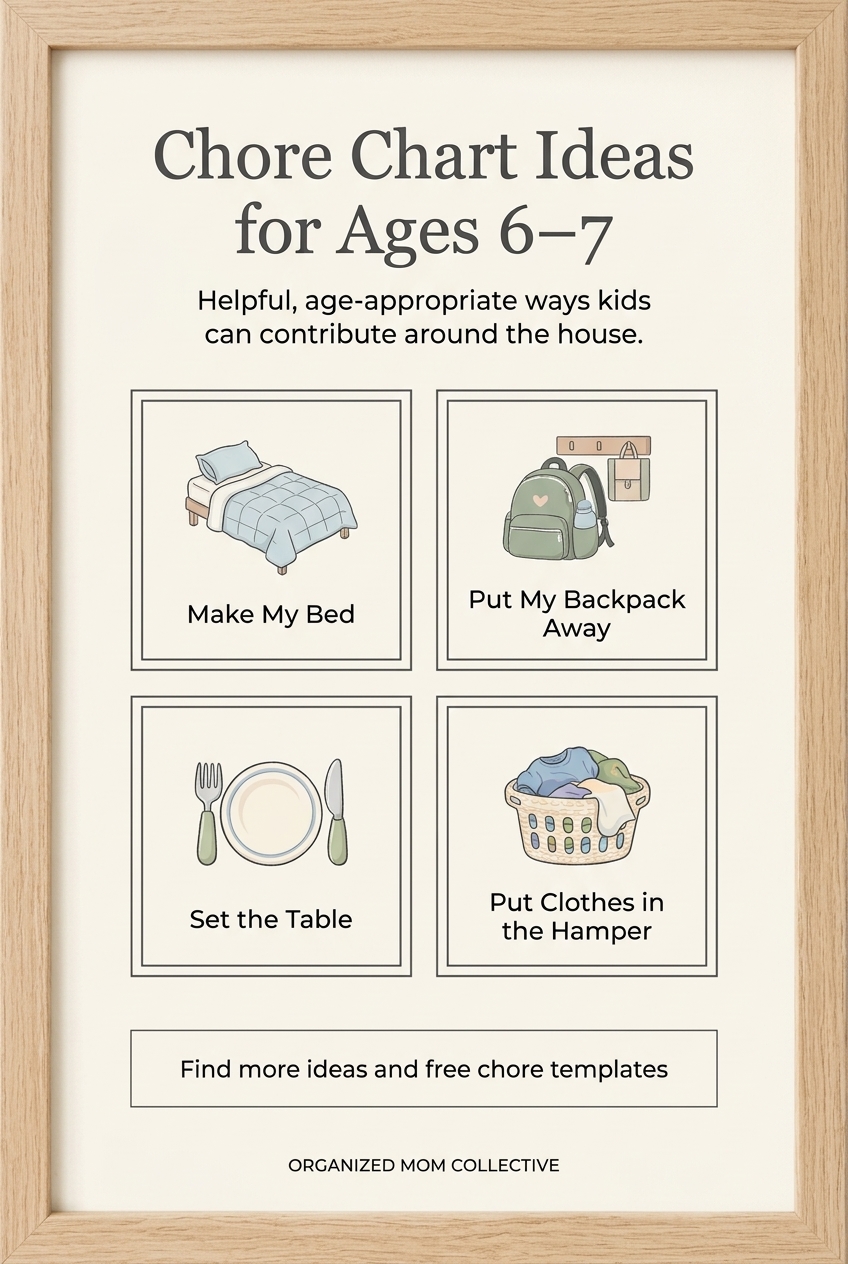 Chore Chart Ideas
for Ages 6–7
Helpful, age-appropriate ways kids
can contribute around the house.
Make My Bed
Put My Backpack
Away
Set the Table
Put Clothes in
the Hamper
Find more ideas and free chore templates
ORGANIZED MOM COLLECTIVE